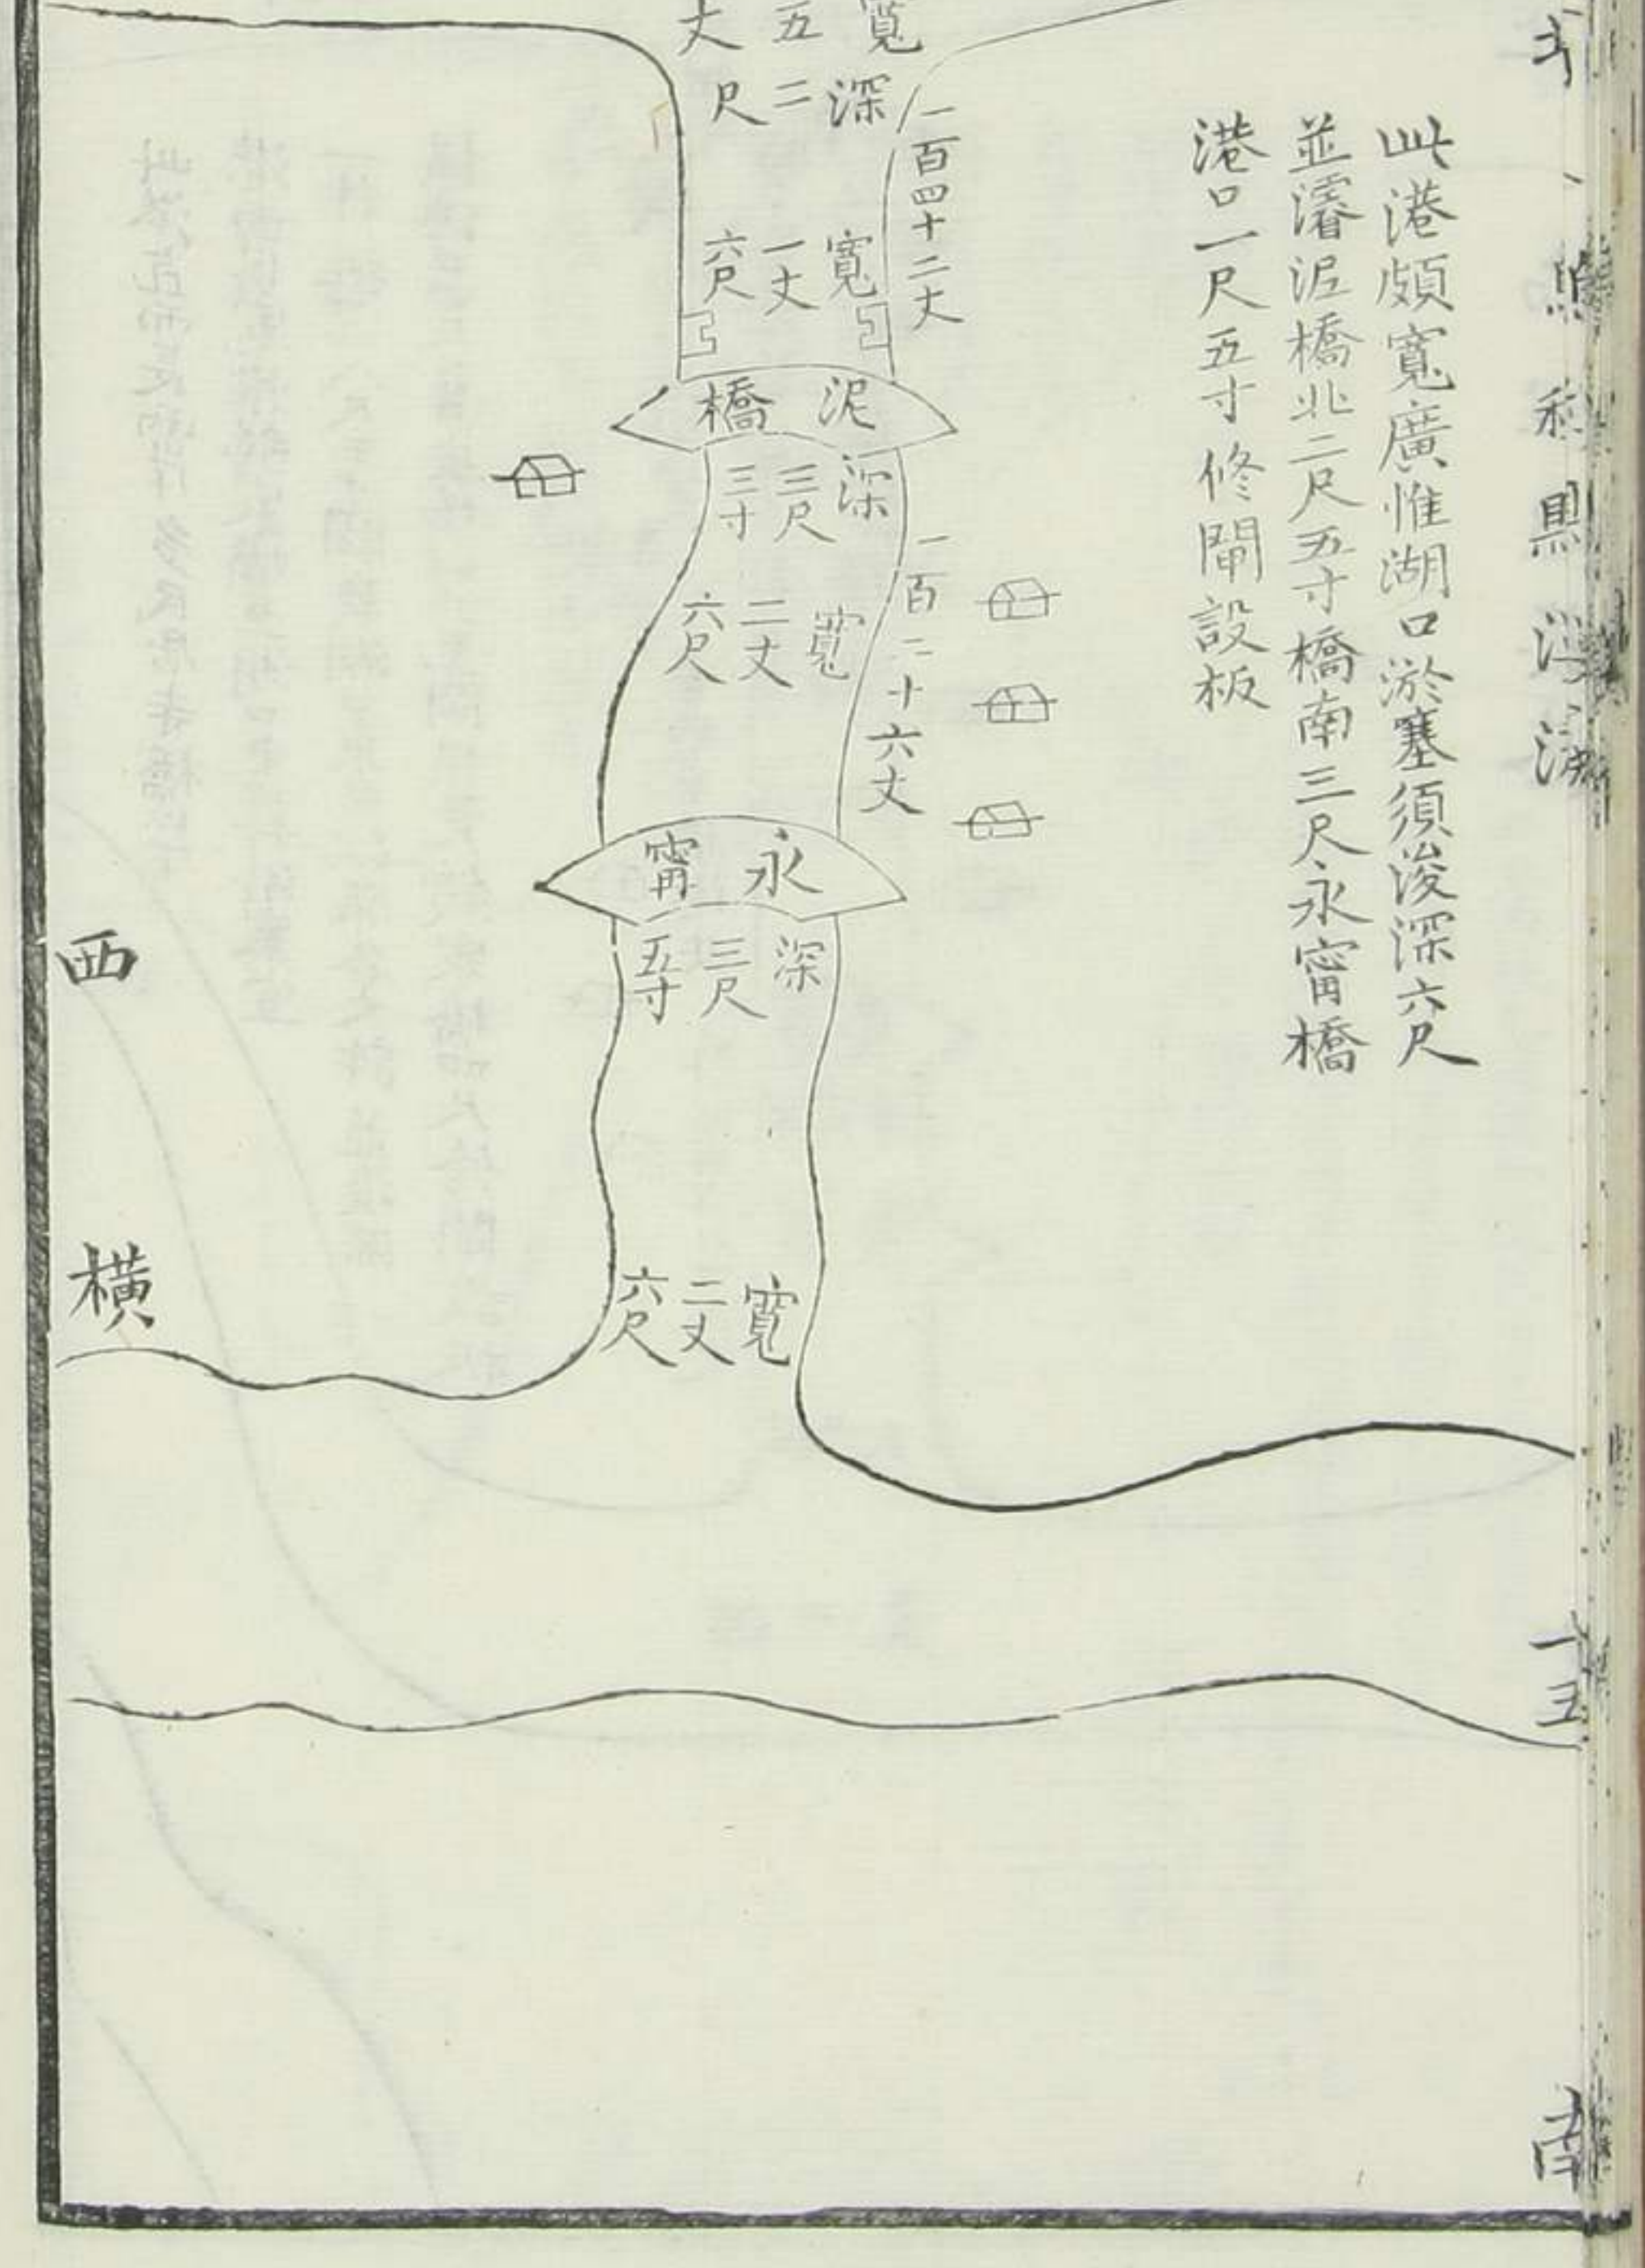 此港頗寬廣惟湖口淤塞須浚深六尺
並濬泥橋北二尺五寸橋南三尺永甯橋
港口一尺五寸修閘設板
寬五丈
深二尺
一百四十二丈
寬一丈六尺
泥橋
深三尺三寸
一百二十六丈
寬二丈六尺
永甯
深三尺五寸
寬二丈六尺
西
橫
十五
南